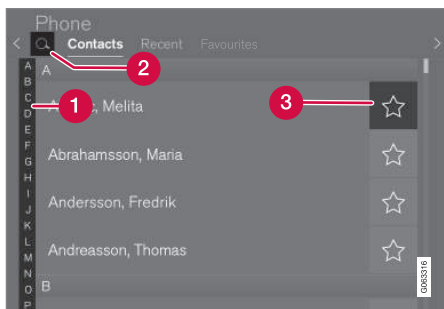 Phone
Contacts Recent Favourites
2
A
A
B
C
D
E
F
G
H
I
J
K
L
M
N
O
P
1
, Melita
3
Abrahamsson, Maria
Andersson, Fredrik
Andreasson, Thomas
B
G063316